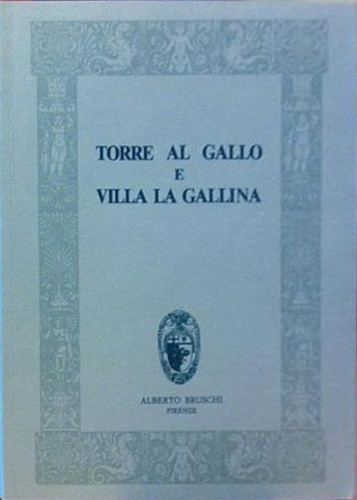 TORRE AL GALLO
E
VILLA LA GALLINA
ALBERTO BRUSCHI
FIRENZE